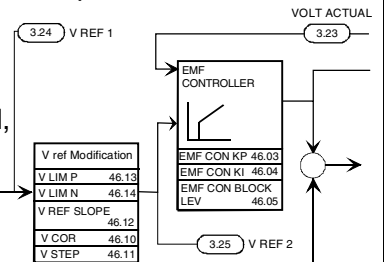 VOLT ACTUAL
3.24 V REF 1
3.23
EMF
CONTROLLER
,
V ref Modification
EMF CON KP 46.03
V LIM P 46.13
EMF CON KI 46.04
V LIM N 46.14
EMF CON BLOCK
LEV 46.05
V REF SLOPE
46.12
V COR 46.10
3.25 V REF 2
V STEP 46.11